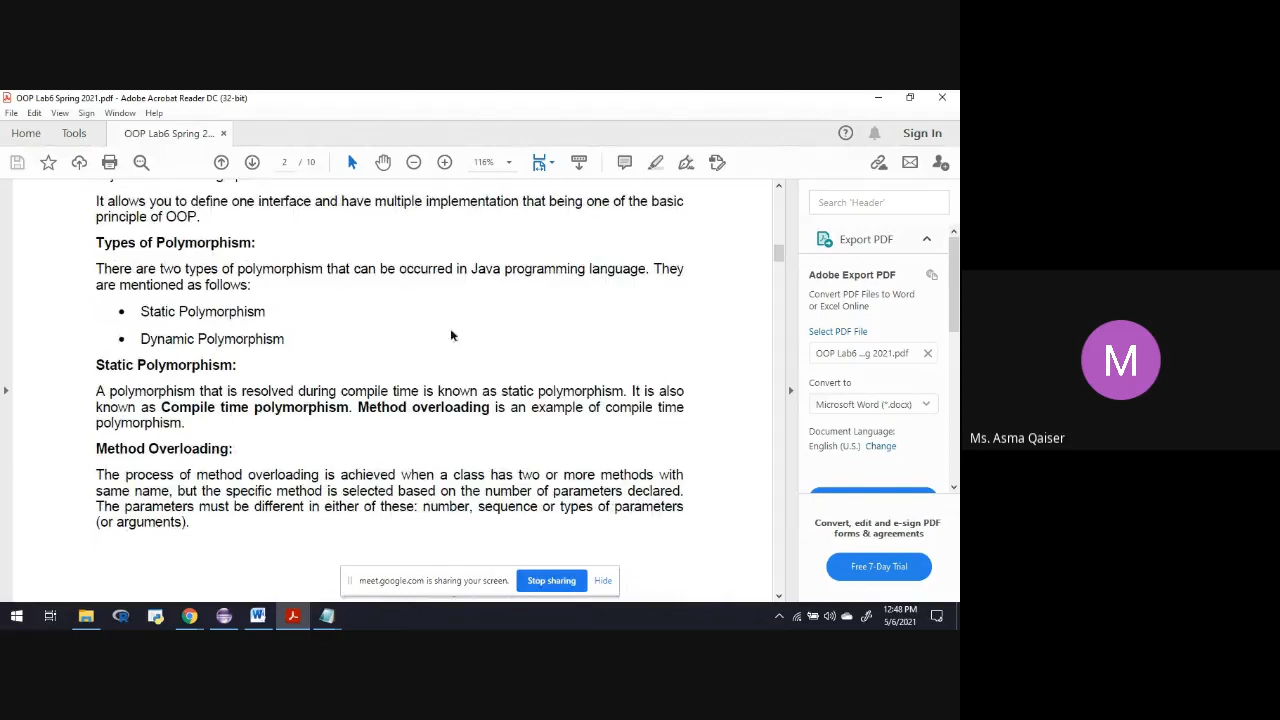 OOP Lab6 Spring 2021.pdf - Adobe Acrobat Reader DC (32-bit)
File Edit View Sign Window Help
Home Tools OOP Lab6 Spring 2... × Sign In
2 / 10 116%
It allows you to define one interface and have multiple implementation that being one of the basic
principle of OOP.
Types of Polymorphism:
There are two types of polymorphism that can be occurred in Java programming language. They
are mentioned as follows:
• Static Polymorphism
• Dynamic Polymorphism
Static Polymorphism:
A polymorphism that is resolved during compile time is known as static polymorphism. It is also
known as Compile time polymorphism. Method overloading is an example of compile time
polymorphism.
Method Overloading:
The process of method overloading is achieved when a class has two or more methods with
same name, but the specific method is selected based on the number of parameters declared.
The parameters must be different in either of these: number, sequence or types of parameters
(or arguments).
Search 'Header'
Export PDF
Adobe Export PDF
Convert PDF Files to Word
or Excel Online
Select PDF File
OOP Lab6 ...g 2021.pdf
Convert to
Microsoft Word (*.docx)
Document Language:
English (U.S.) Change
Convert, edit and e-sign PDF
forms & agreements
Free 7-Day Trial
meet.google.com is sharing your screen. Stop sharing Hide
12:48 PM
5/6/2021
M
Ms. Asma Qaiser